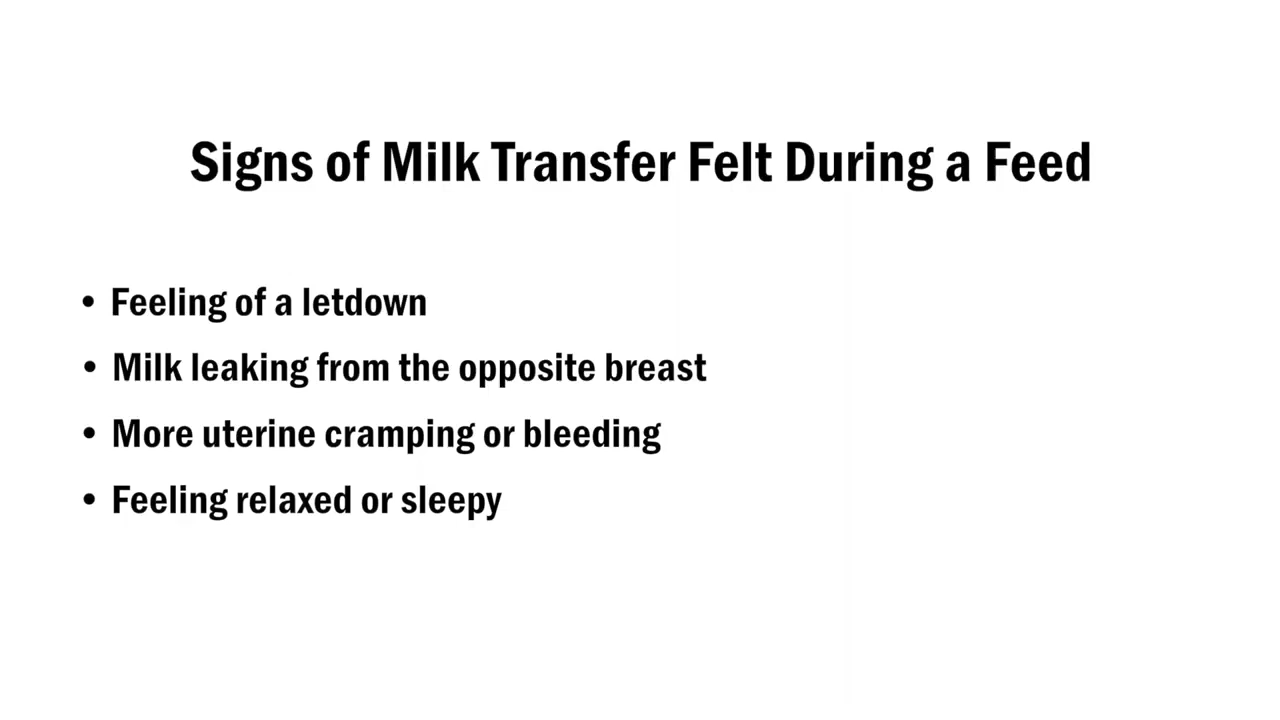 Signs of Milk Transfer Felt During a Feed
• Feeling of a letdown
• Milk leaking from the opposite breast
• More uterine cramping or bleeding
• Feeling relaxed or sleepy